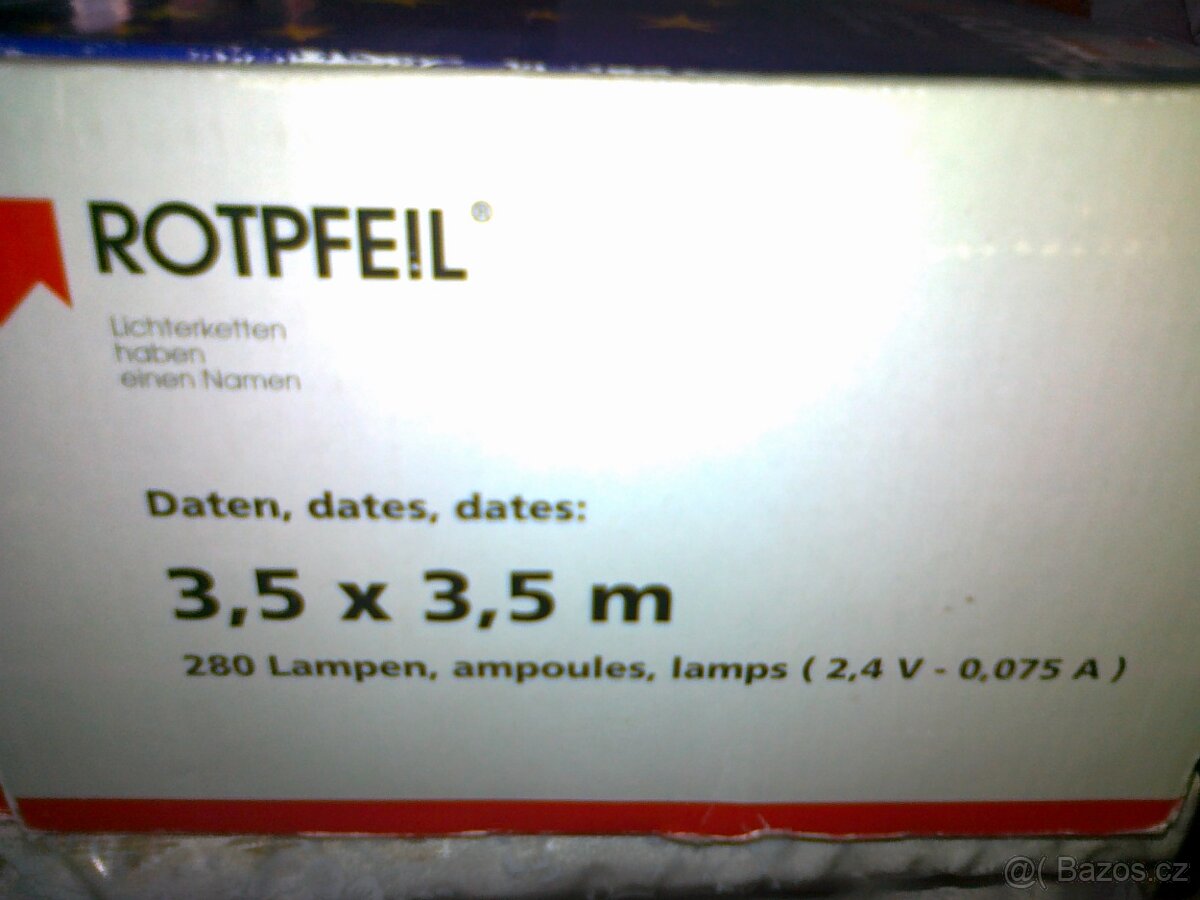 ROTPFE!L®
Lichterketten
haben
einen Namen
Daten, dates, dates:
3,5 x 3,5 m
280 Lampen, ampoules, lamps ( 2,4 V - 0,075 A )
@( Bazos.cz